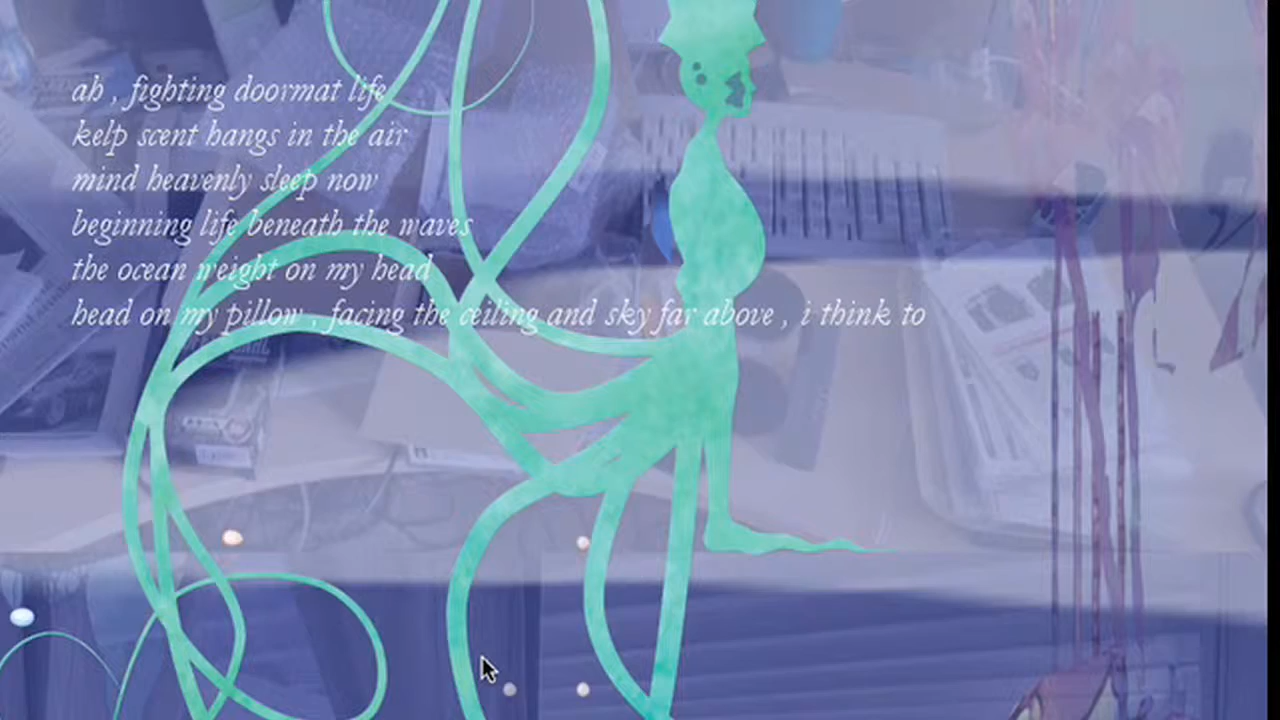 ah , fighting doormat life
kelp scent hangs in the air
mind heavenly sleep now
beginning life beneath the waves
the ocean weight on my head
head on my pillow , facing the ceiling and sky far above , i think to